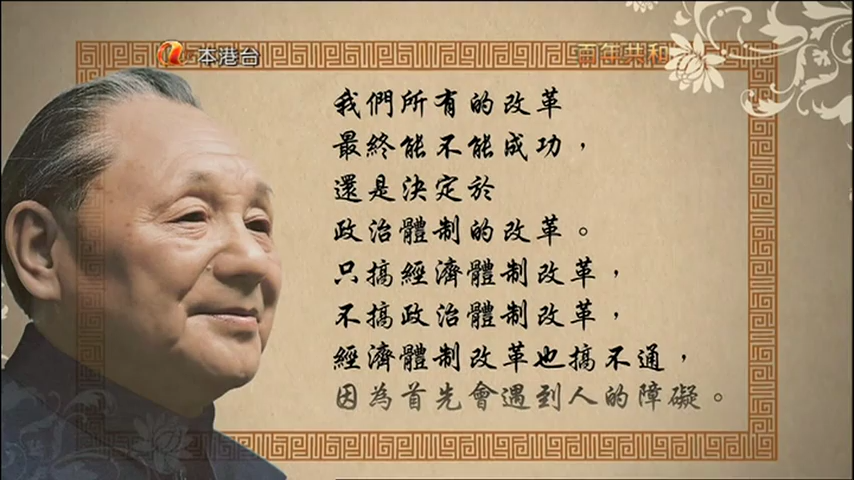 本港台
百年共和
我們所有的改革
最終能不能成功，
還是決定於
政治體制的改革。
只搞經濟體制改革，
不搞政治體制改革，
經濟體制改革也搞不通，
因為首先會遇到人的障礙。